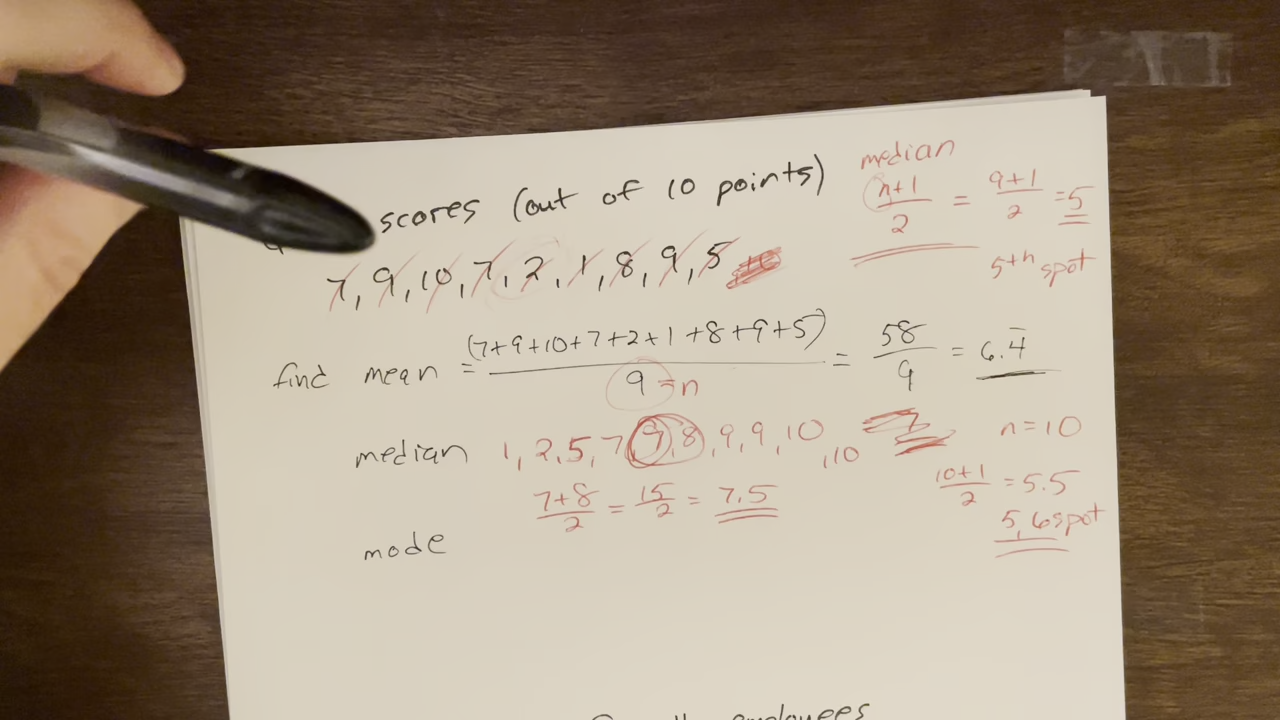 scores (out of 10 points)
7, 9, 10, 7, 2, 1, 8, 9, 5
find mean = (7+9+10+7+2+1+8+9+5) / 9 = n = 58/9 = 6.4̅
median 1, 2, 5, 7, 7, 8, 9, 9, 10, 10
7+8/2 = 15/2 = 7.5
mode
median
n+1/2 = 9+1/2 = 5
5th spot
n=10
10+1/2 = 5.5
5, 6 spot
employees